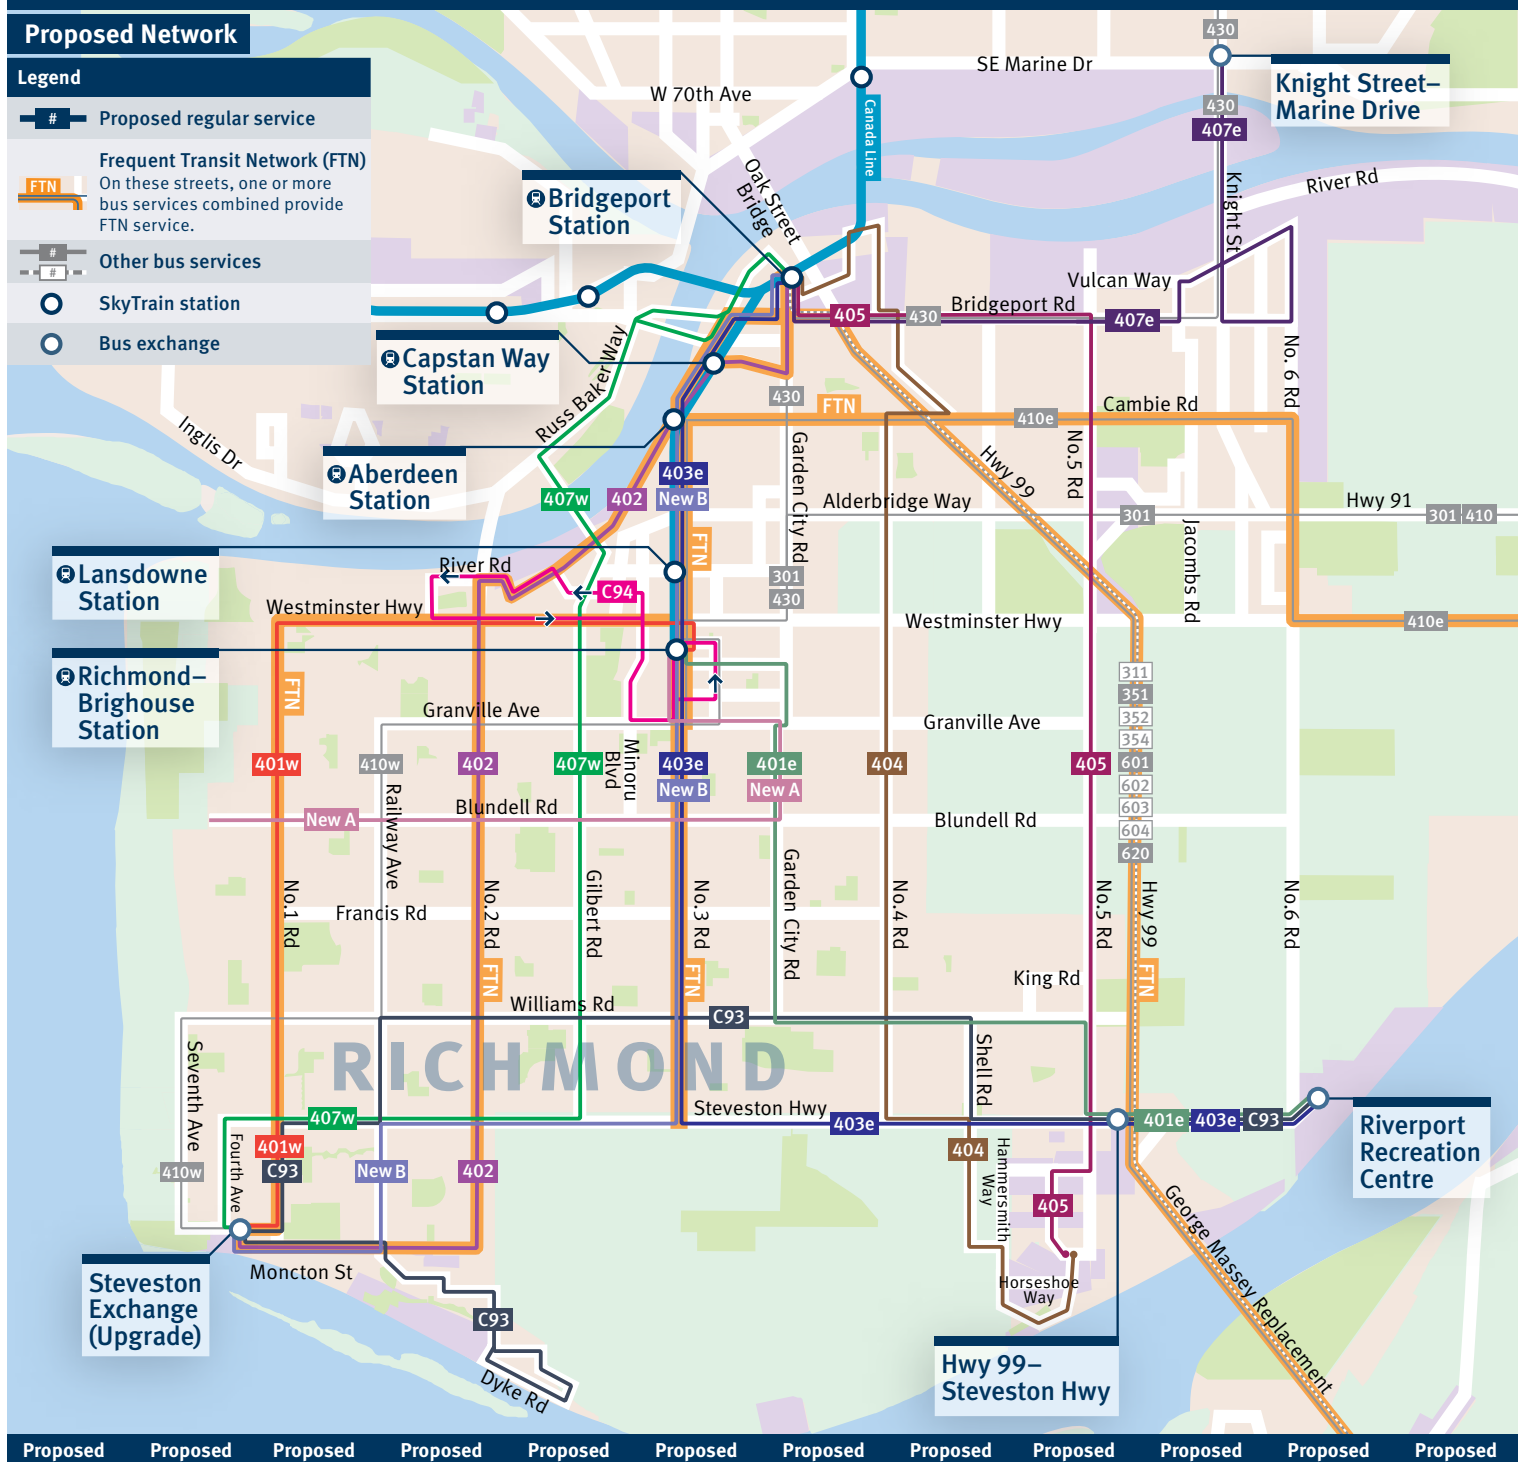 Proposed Network
Legend
# Proposed regular service
Frequent Transit Network (FTN)
FTN On these streets, one or more
bus services combined provide
FTN service.
#
# Other bus services
SkyTrain station
Bus exchange
430
SE Marine Dr
W 70th Ave
Knight Street–
Marine Drive
430
407e
Canada Line
Oak Street
Bridge
Knight St
River Rd
Bridgeport
Station
Vulcan Way
Bridgeport Rd
405
430
407e
Capstan Way
Station
Russ Baker Way
No. 6 Rd
430
FTN
410e
Cambie Rd
Inglis Dr
Aberdeen
Station
403e
New B
407w
402
Garden City Rd
Hwy 99
No.5 Rd
Alderbridge Way
Hwy 91
301
301
410
Jacombs Rd
FTN
Lansdowne
Station
River Rd
301
430
C94
Westminster Hwy
Westminster Hwy
410e
Richmond–
Brighouse
Station
FTN
311
351
352
354
601
602
603
604
620
Granville Ave
Granville Ave
401w
410w
402
407w
Minoru
Blvd
403e
New B
401e
New A
404
405
Railway Ave
New A
Blundell Rd
Blundell Rd
No.1 Rd
Francis Rd
No.2 Rd
Gilbert Rd
No.3 Rd
Garden City Rd
No.4 Rd
No.5 Rd
Hwy 99
No.6 Rd
FTN
FTN
FTN
King Rd
Williams Rd
C93
RICHMOND
Seventh Ave
Shell Rd
407w
Steveston Hwy
403e
401e
403e
C93
Riverport
Recreation
Centre
Fourth Ave
401w
C93
410w
New B
402
404
Hammersmith
Way
405
George Massey Replacement
Steveston
Exchange
(Upgrade)
Moncton St
Horseshoe
Way
C93
Dyke Rd
Hwy 99–
Steveston Hwy
Proposed Proposed Proposed Proposed Proposed Proposed Proposed Proposed Proposed Proposed Proposed Proposed